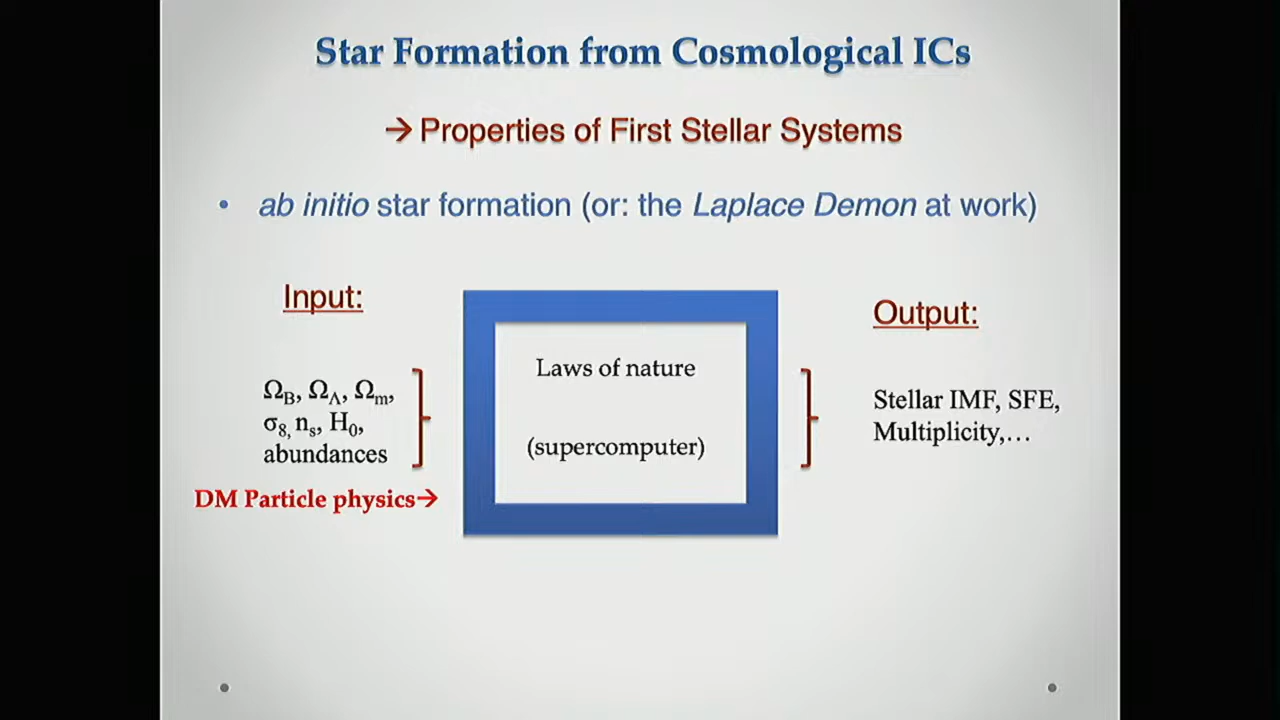 Star Formation from Cosmological ICs
→ Properties of First Stellar Systems
• ab initio star formation (or: the Laplace Demon at work)
Input:
Ω_B, Ω_Λ, Ω_m,
σ_8, n_s, H_0,
abundances
DM Particle physics→
Laws of nature
(supercomputer)
Output:
Stellar IMF, SFE,
Multiplicity,…